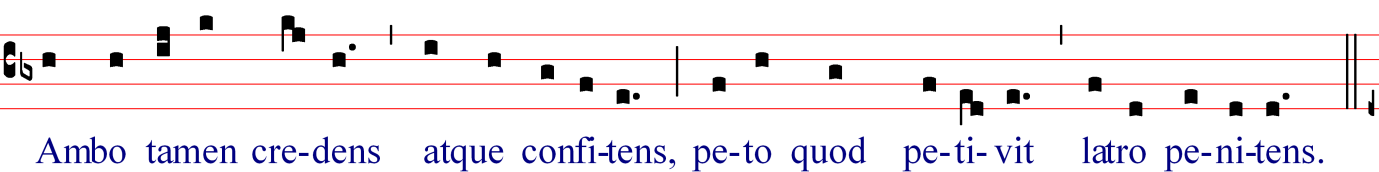 Ambo tamen cre-dens atque confi-tens, pe-to quod pe-ti-vit latro pe-ni-tens.